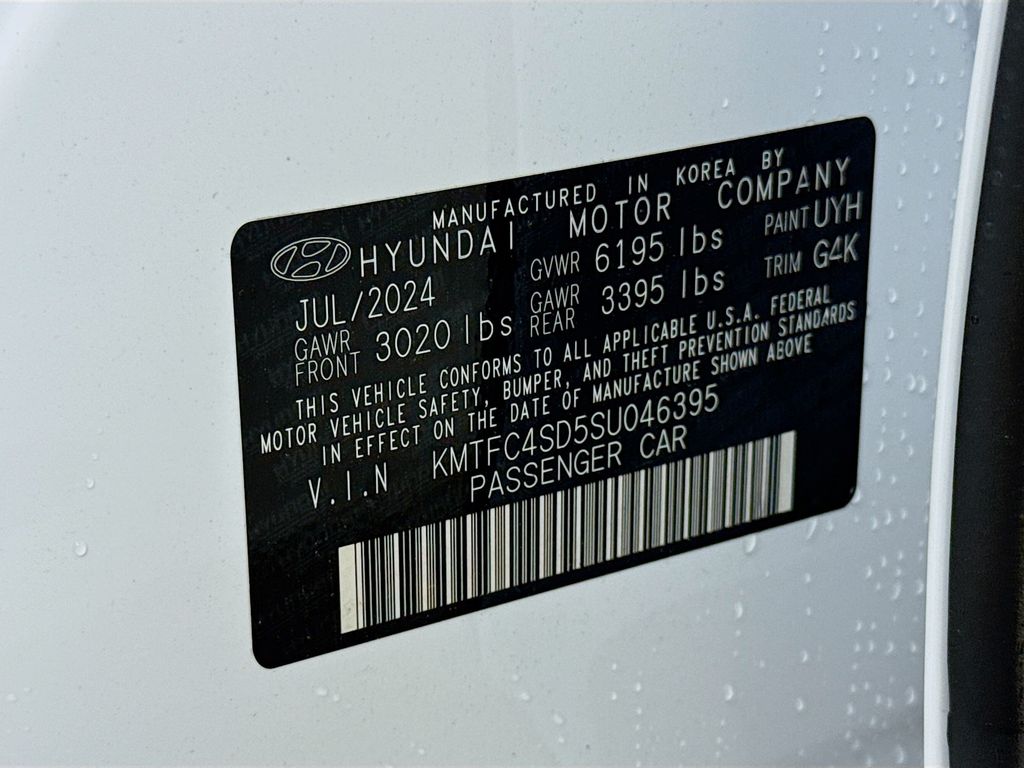 MANUFACTURED IN KOREA BY
HYUNDAI MOTOR COMPANY
JUL/2024 GVWR 6195 lbs PAINT UYH
GAWR FRONT 3020 lbs GAWR REAR 3395 lbs TRIM G4K
THIS VEHICLE CONFORMS TO ALL APPLICABLE U.S.A. FEDERAL
MOTOR VEHICLE SAFETY, BUMPER, AND THEFT PREVENTION STANDARDS
IN EFFECT ON THE DATE OF MANUFACTURE SHOWN ABOVE
V.I.N KMTFC4SD5SU046395
PASSENGER CAR